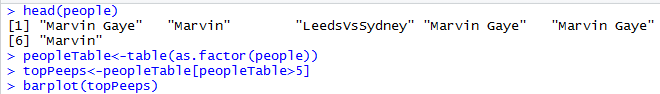 > head(people)
[1] "Marvin Gaye"   "Marvin"        "LeedsVsSydney" "Marvin Gaye"   "Marvin Gaye"
[6] "Marvin"
> peopleTable<-table(as.factor(people))
> topPeeps<-peopleTable[peopleTable>5]
> barplot(topPeeps)